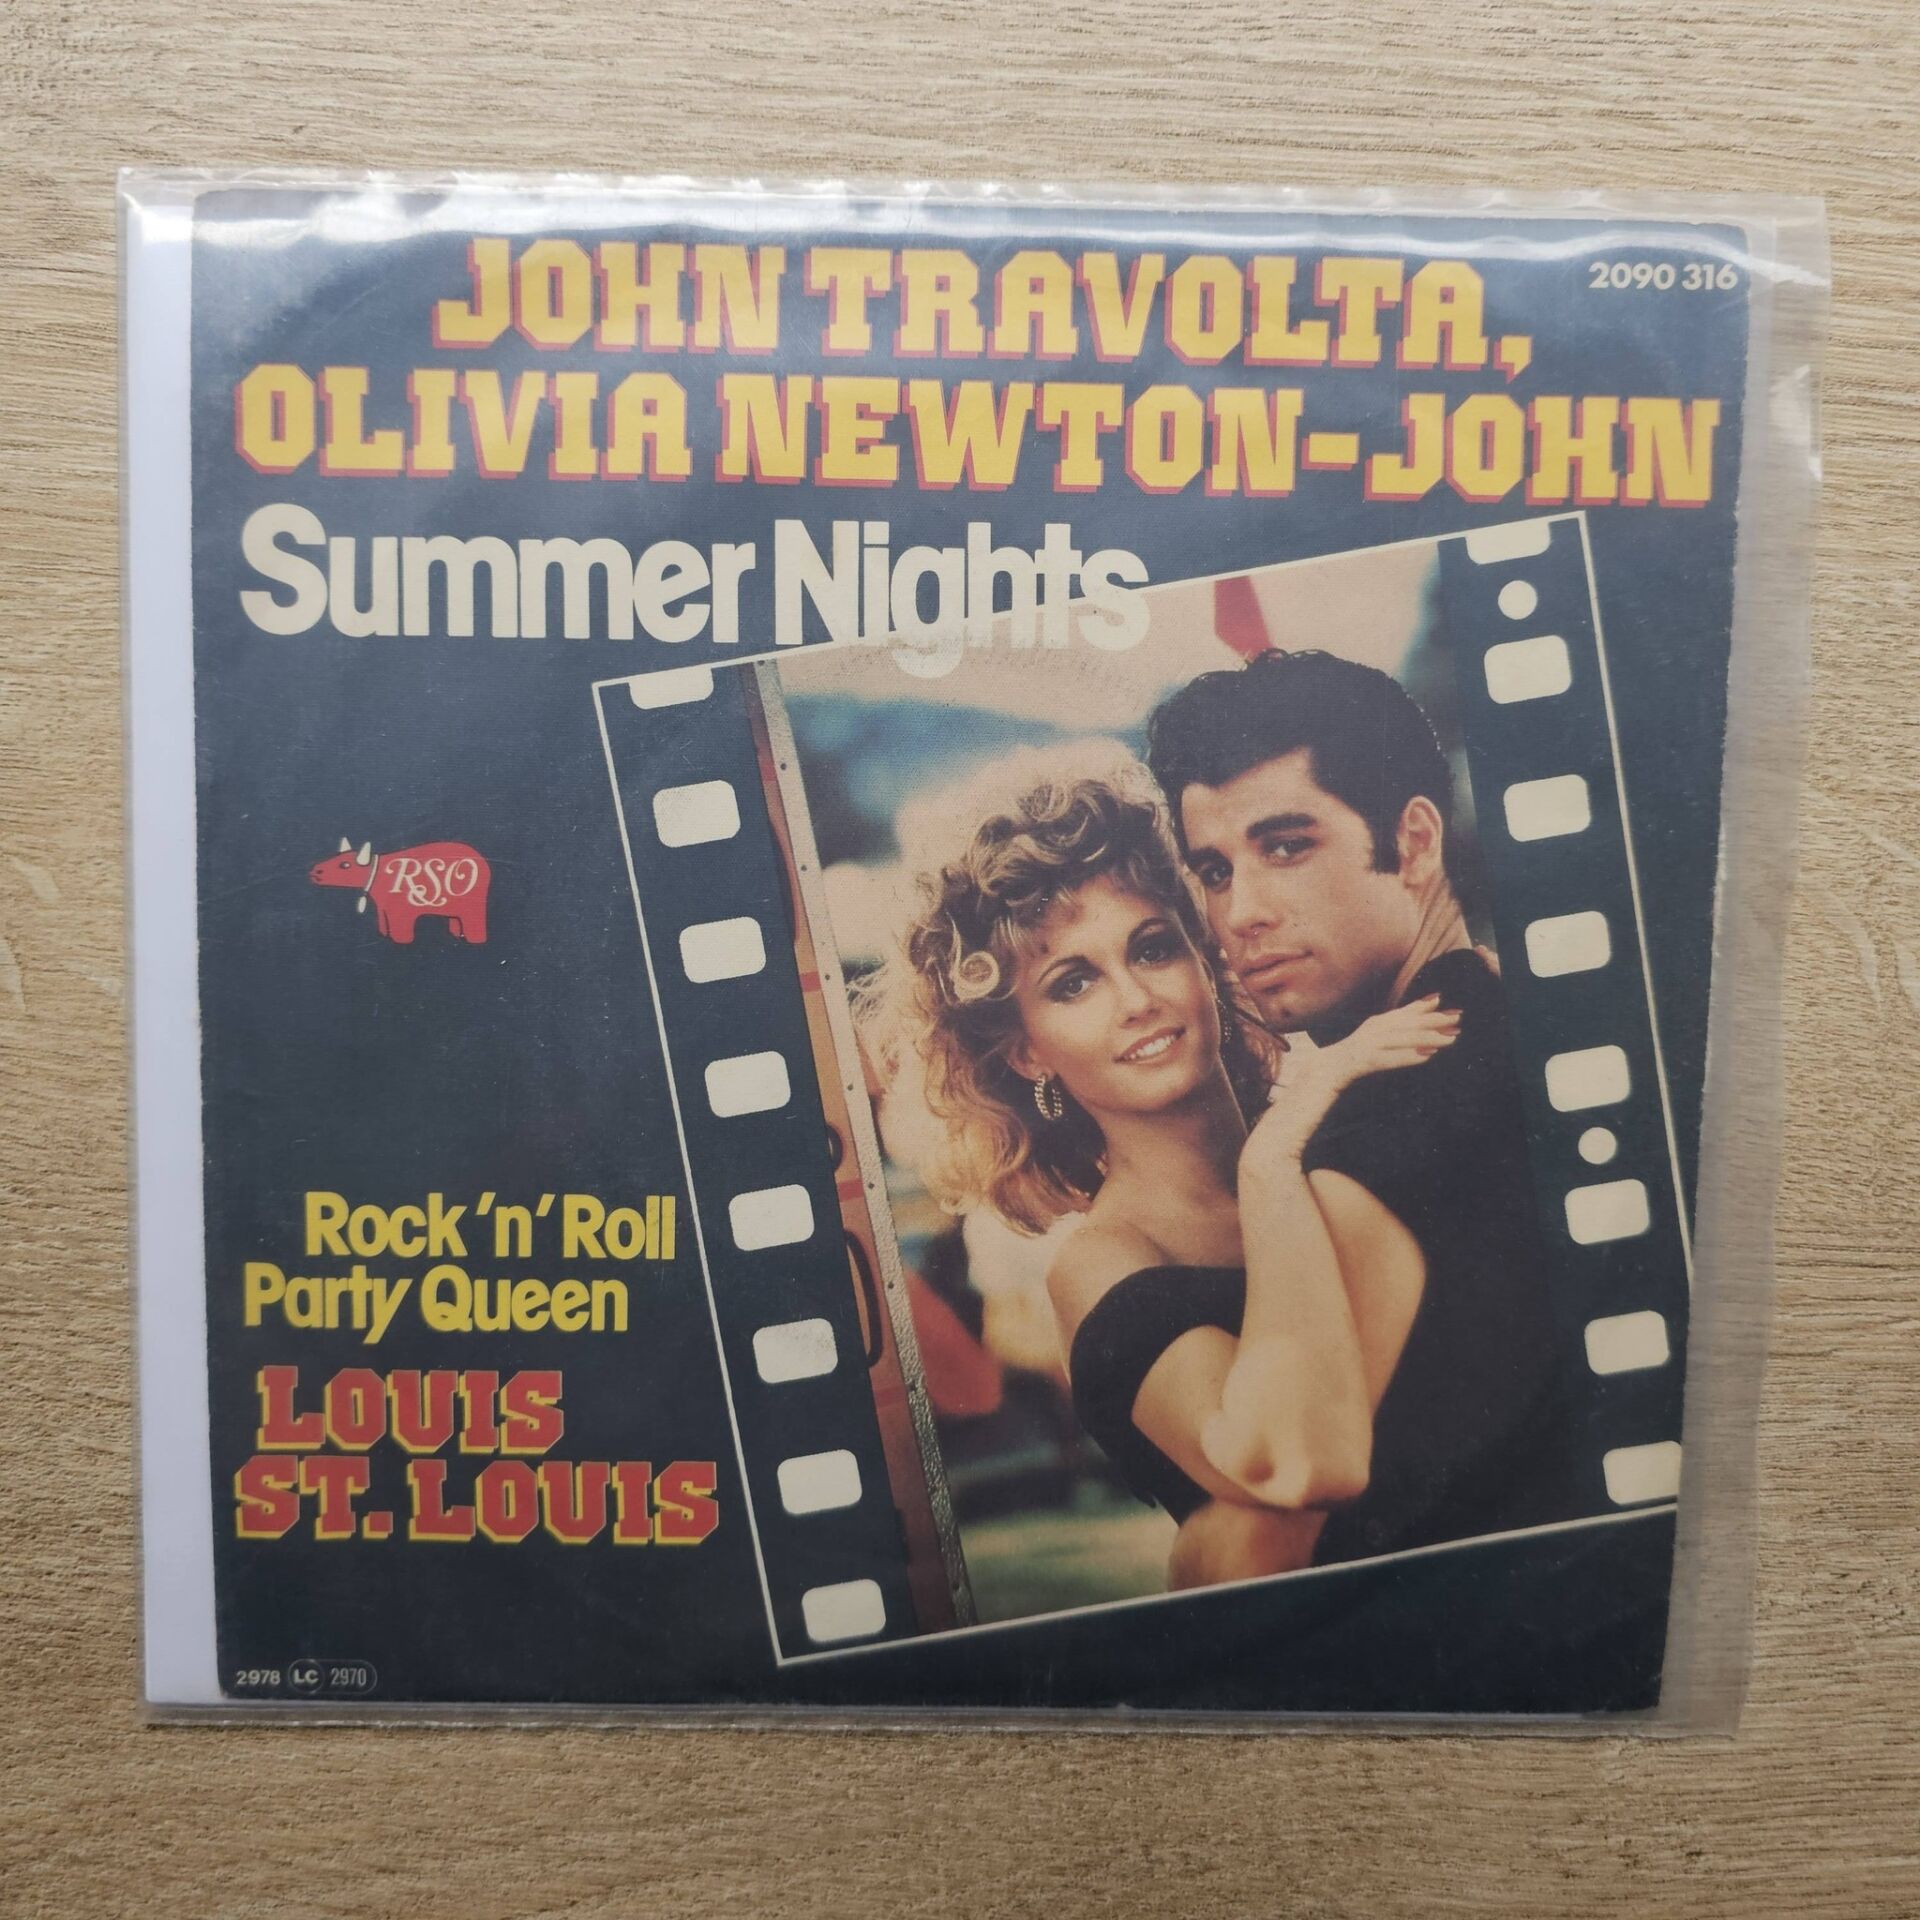 2090 316
JOHN TRAVOLTA,
OLIVIA NEWTON-JOHN
Summer Nights
RSO
Rock 'n' Roll
Party Queen
LOUIS
ST. LOUIS
2978 LC 2970